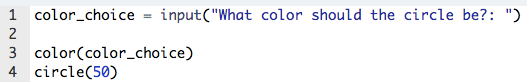 1 color_choice = input("What color should the circle be?: ")
2
3 color(color_choice)
4 circle(50)